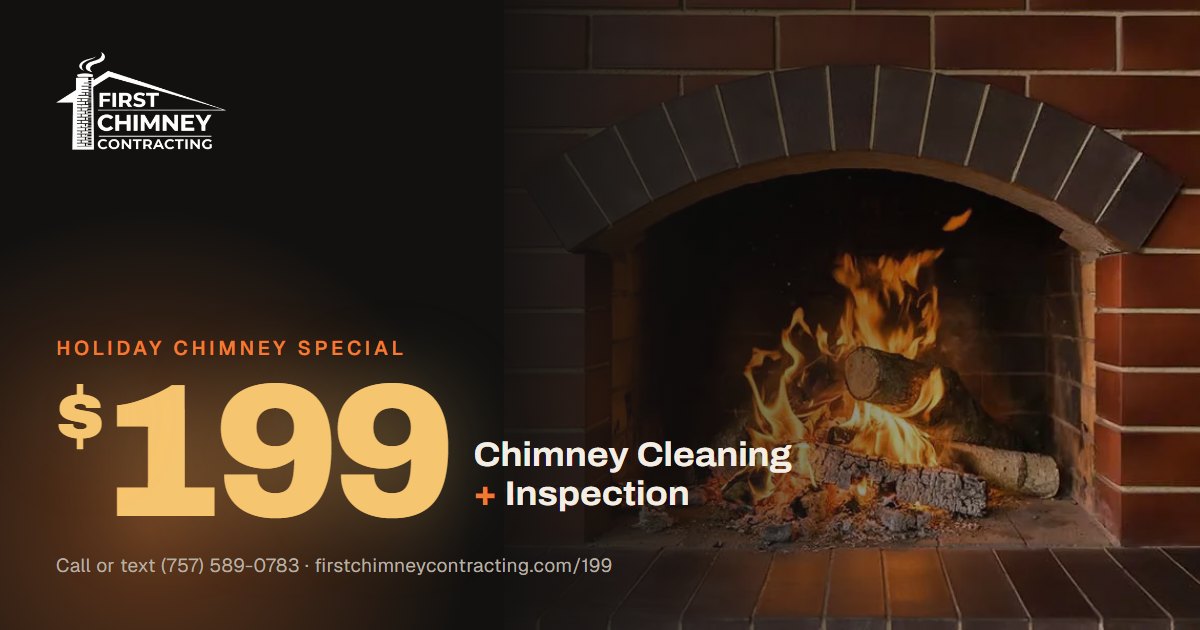 FIRST
CHIMNEY
CONTRACTING
HOLIDAY CHIMNEY SPECIAL
$199
Chimney Cleaning
+ Inspection
Call or text (757) 589-0783 · firstchimneycontracting.com/199